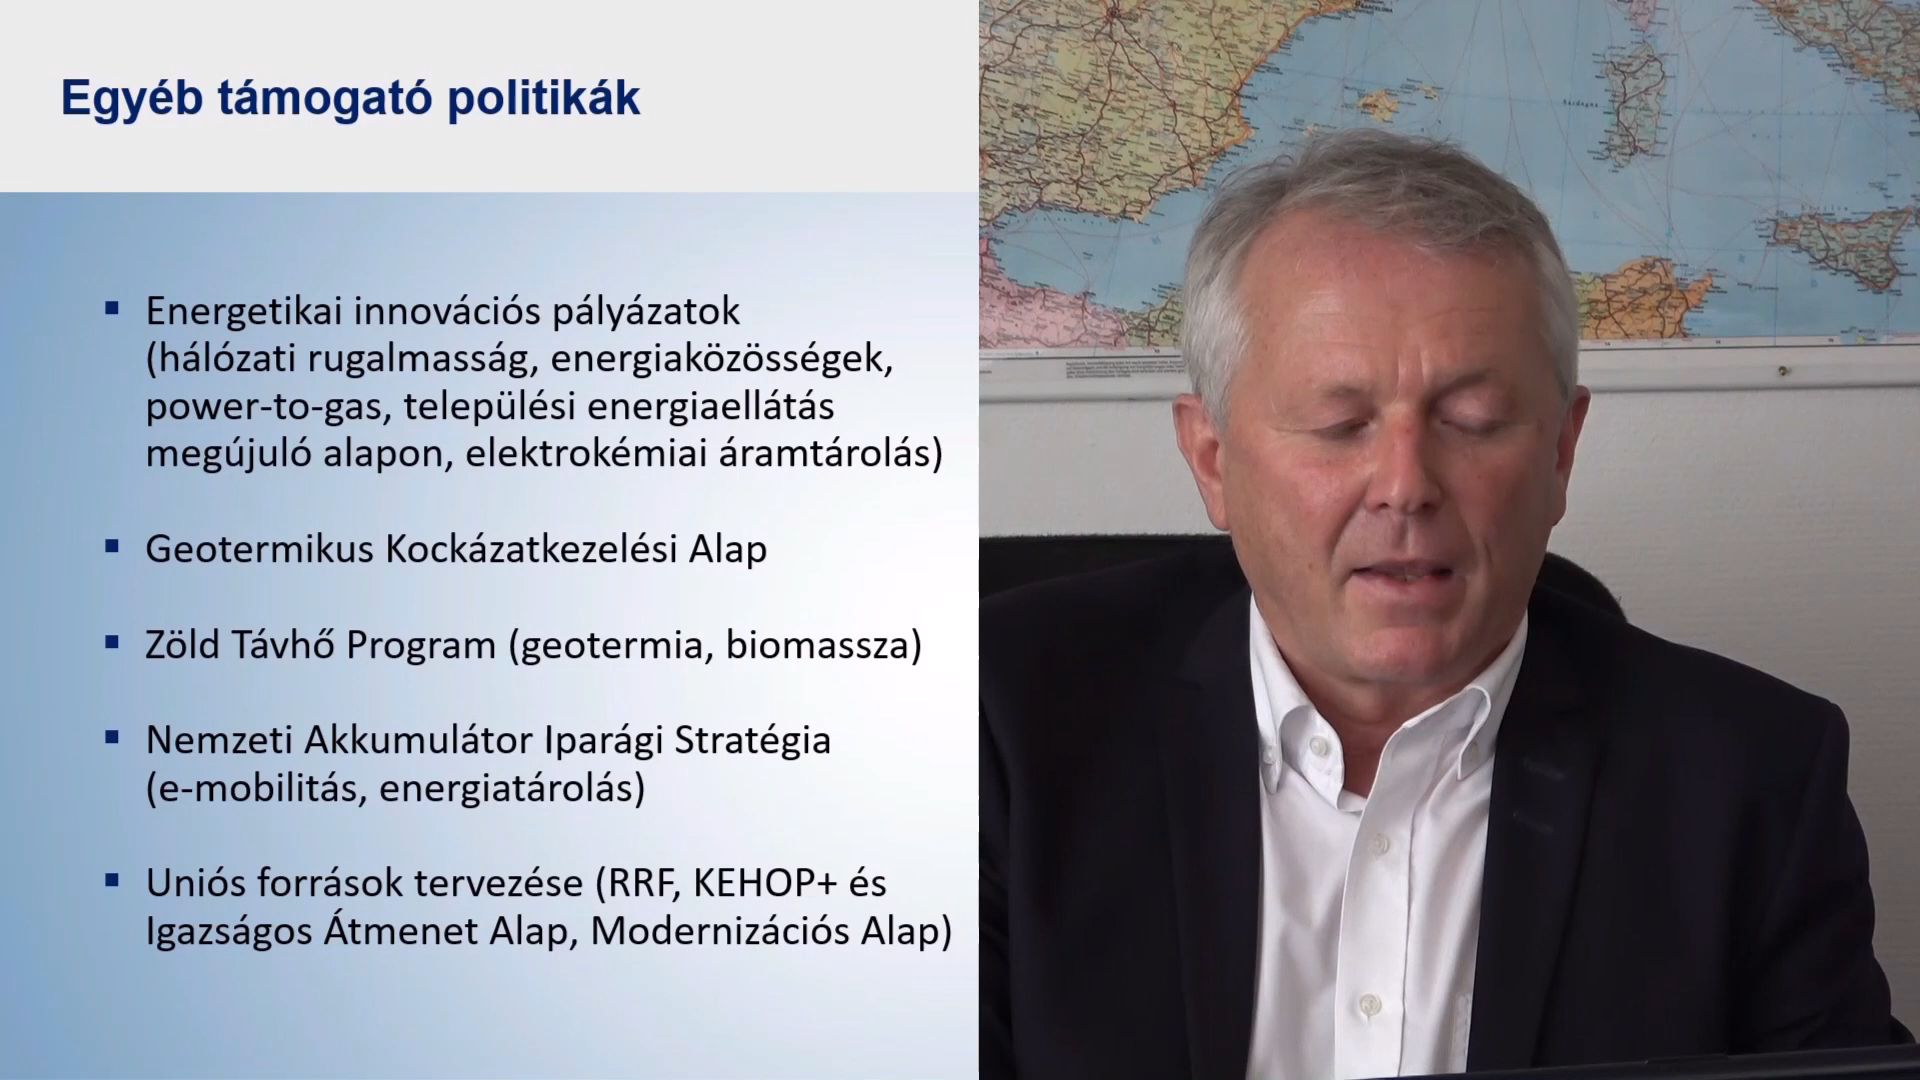 Egyéb támogató politikák
Energetikai innovációs pályázatok
(hálózati rugalmasság, energiaközösségek,
power-to-gas, települési energiaellátás
megújuló alapon, elektrokémiai áramtárolás)
Geotermikus Kockázatkezelési Alap
Zöld Távhő Program (geotermia, biomassza)
Nemzeti Akkumulátor Iparági Stratégia
(e-mobilitás, energiatárolás)
Uniós források tervezése (RRF, KEHOP+ és
Igazságos Átmenet Alap, Modernizációs Alap)